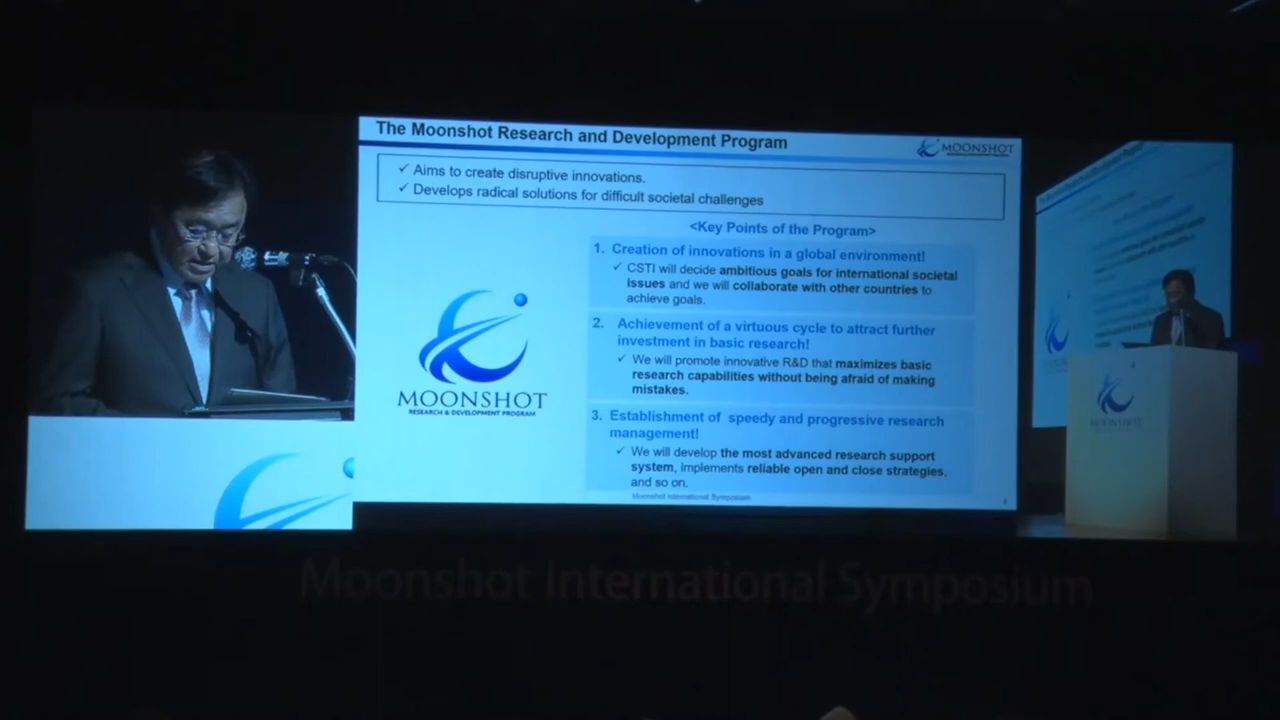 The Moonshot Research and Development Program
MOONSHOT
✓ Aims to create disruptive innovations.
✓ Develops radical solutions for difficult societal challenges
<Key Points of the Program>
1. Creation of innovations in a global environment!
✓ CSTI will decide ambitious goals for international societal
issues and we will collaborate with other countries to
achieve goals.
2. Achievement of a virtuous cycle to attract further
investment in basic research!
✓ We will promote innovative R&D that maximizes basic
research capabilities without being afraid of making
mistakes.
3. Establishment of speedy and progressive research
management!
✓ We will develop the most advanced research support
system, implements reliable open and close strategies,
and so on.
Moonshot International Symposium
MOONSHOT
RESEARCH & DEVELOPMENT PROGRAM
MOONSHOT
Moonshot International Symposium